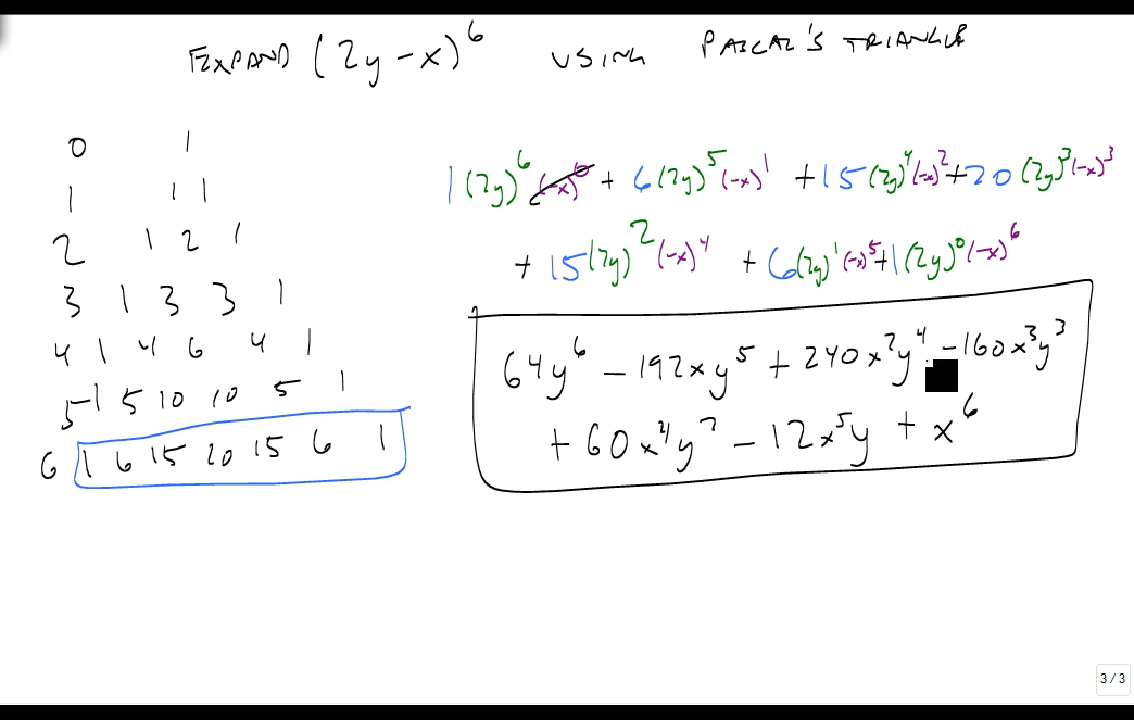 EXPAND (2y - x)^6 USING PASCAL'S TRIANGLE
0 1
1 1 1
2 1 2 1
3 1 3 3 1
4 1 4 6 4 1
5 1 5 10 10 5 1
6 1 6 15 20 15 6 1
1(2y)^6 (-x)^0 + 6(2y)^5 (-x)^1 + 15(2y)^4 (-x)^2 + 20(2y)^3 (-x)^3
+ 15(2y)^2 (-x)^4 + 6(2y)^1 (-x)^5 + 1(2y)^0 (-x)^6
64y^6 - 192xy^5 + 240x^2y^4 - 160x^3y^3
+ 60x^4y^2 - 12x^5y + x^6
3/3